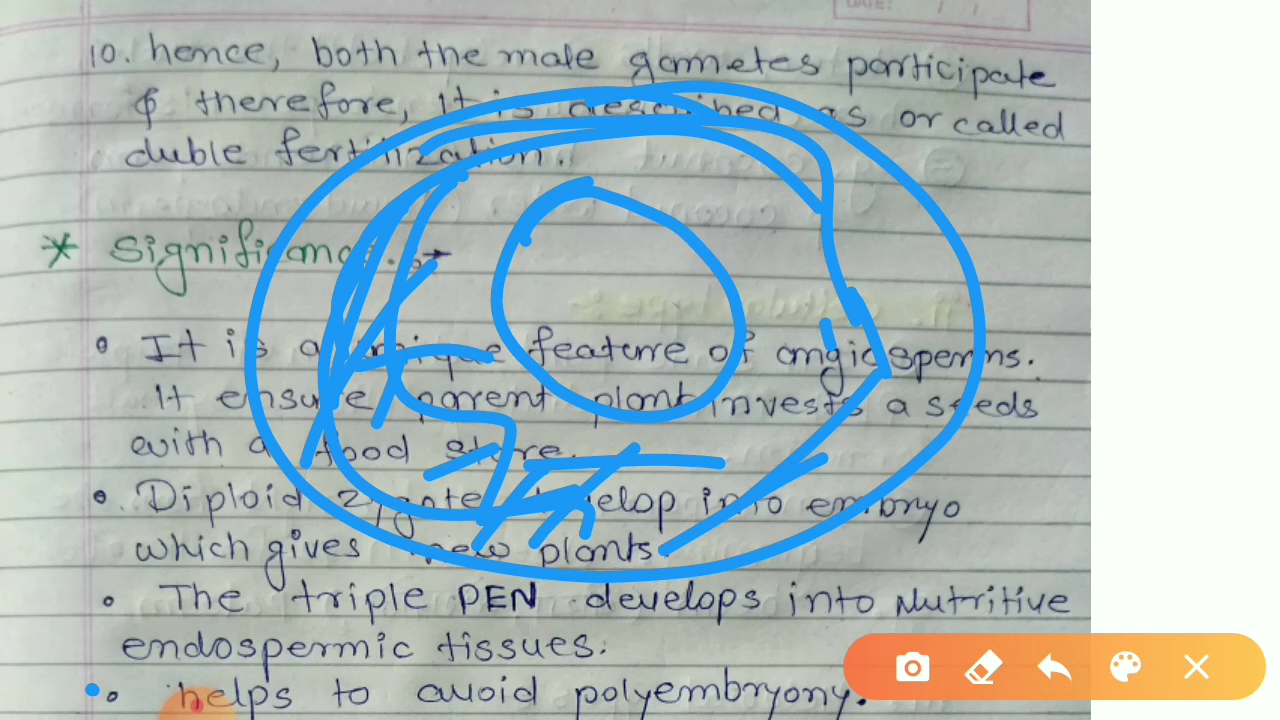 DATE: / /
10. hence, both the male gametes participate
& therefore, it is described as or called
duble fertilization.
* Significance :→
• It is a unique feature of angiosperms.
It ensure parent plant invests a seeds
with a food store.
• Diploid zygote develop into embryo
which gives new plants.
• The triple PEN develops into Nutritive
endospermic tissues.
• helps to avoid polyembryony.